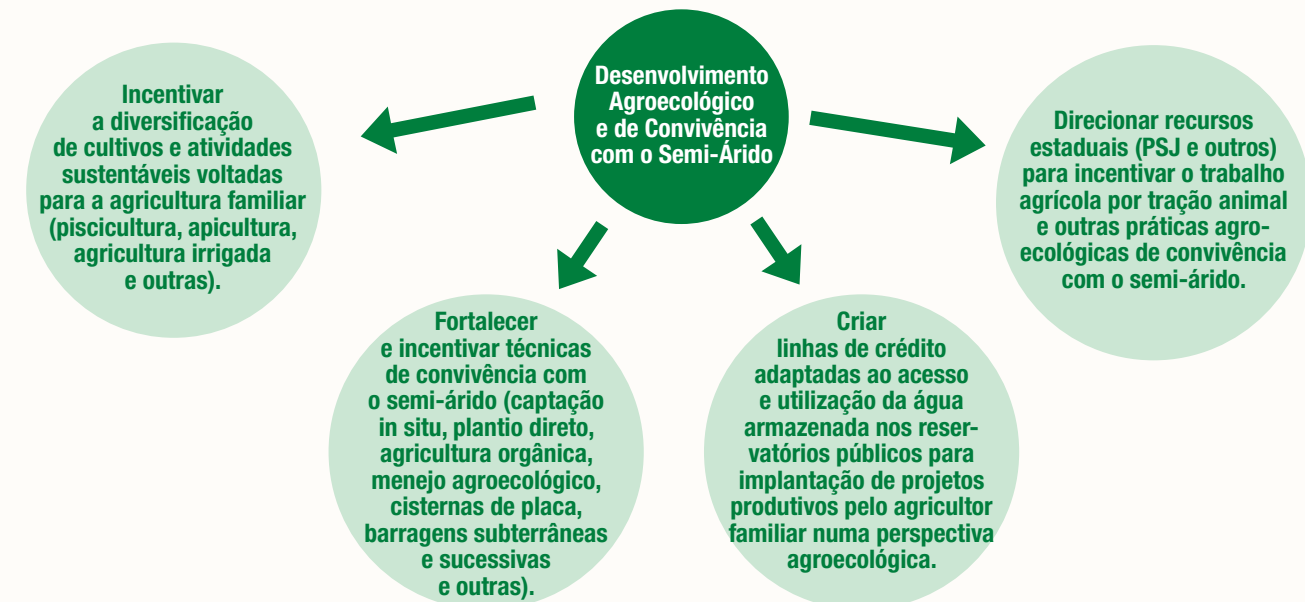 Desenvolvimento
Agroecológico
e de Convivência
com o Semi-Árido
Incentivar
a diversificação
de cultivos e atividades
sustentáveis voltadas
para a agricultura familiar
(piscicultura, apicultura,
agricultura irrigada
e outras).
Fortalecer
e incentivar técnicas
de convivência com
o semi-árido (captação
in situ, plantio direto,
agricultura orgânica,
menejo agroecológico,
cisternas de placa,
barragens subterrâneas
e sucessivas
e outras).
Criar
linhas de crédito
adaptadas ao acesso
e utilização da água
armazenada nos reser-
vatórios públicos para
implantação de projetos
produtivos pelo agricultor
familiar numa perspectiva
agroecológica.
Direcionar recursos
estaduais (PSJ e outros)
para incentivar o trabalho
agrícola por tração animal
e outras práticas agro-
ecológicas de convivência
com o semi-árido.